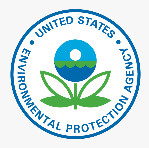 UNITED STATES
ENVIRONMENTAL PROTECTION AGENCY